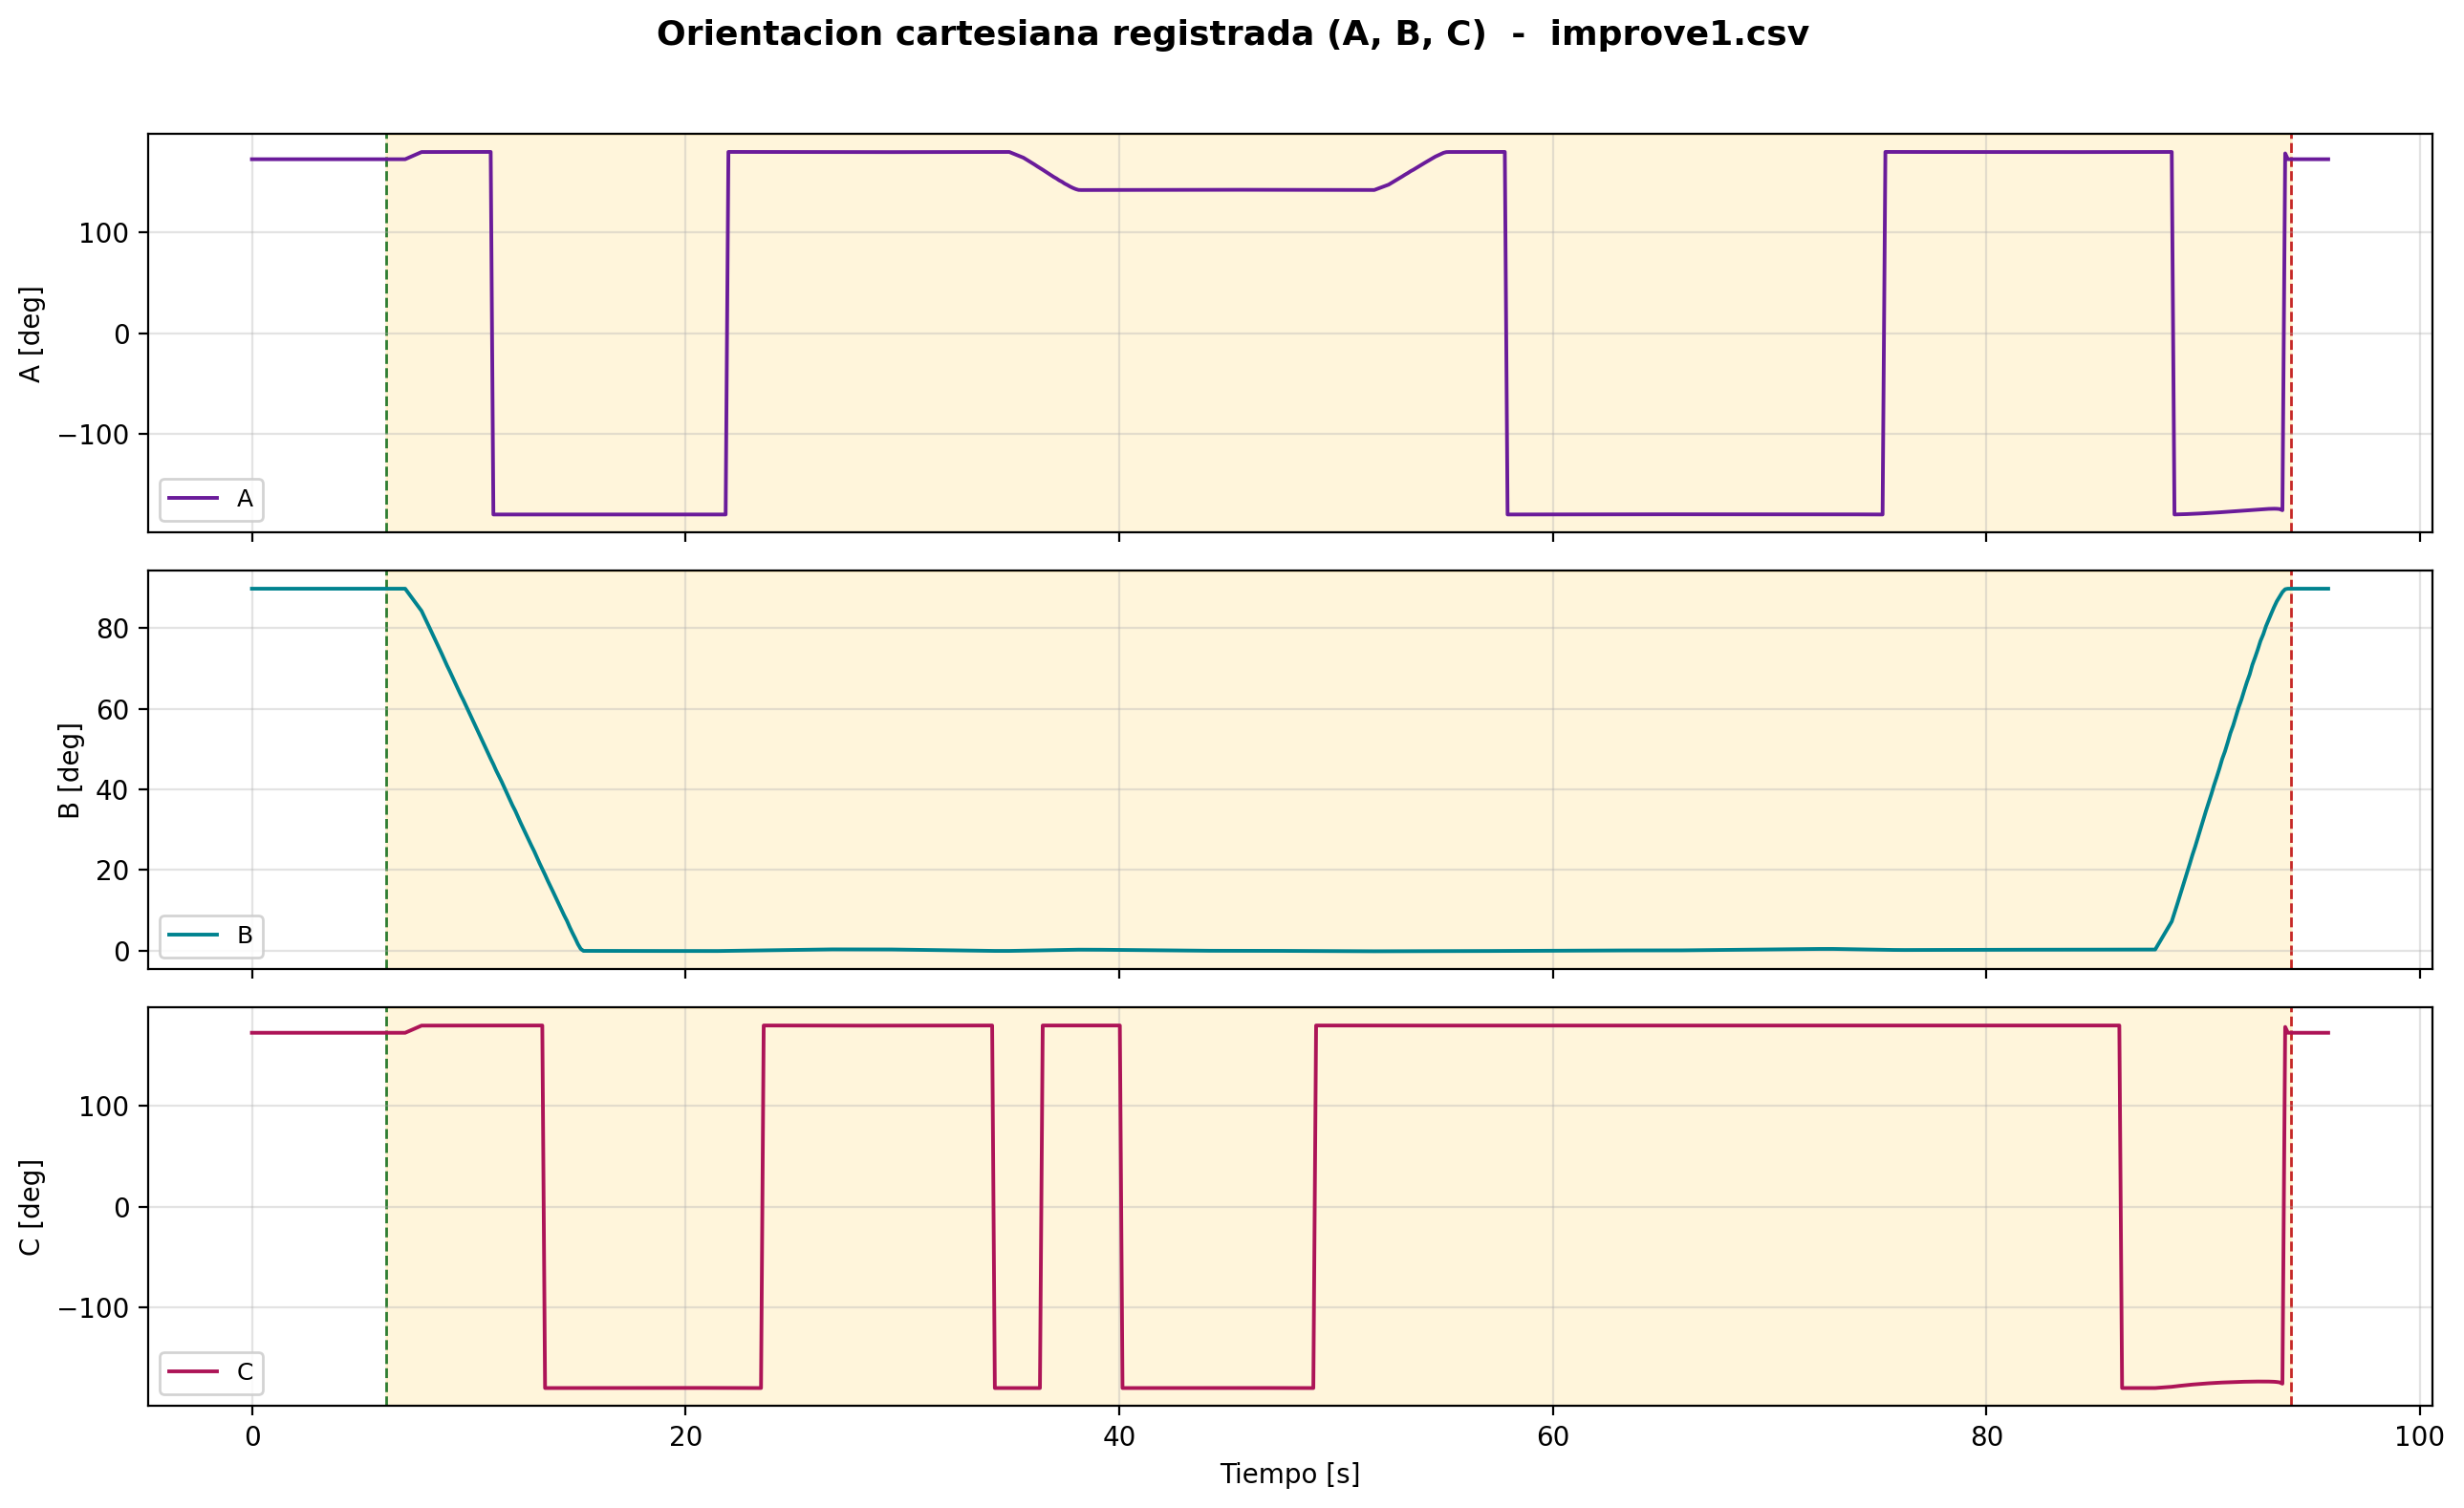 Orientacion cartesiana registrada (A, B, C)  -  improve1.csv
A [deg]
100
0
−100
A
B [deg]
80
60
40
20
0
B
C [deg]
100
0
−100
C
0 20 40 60 80 100
Tiempo [s]